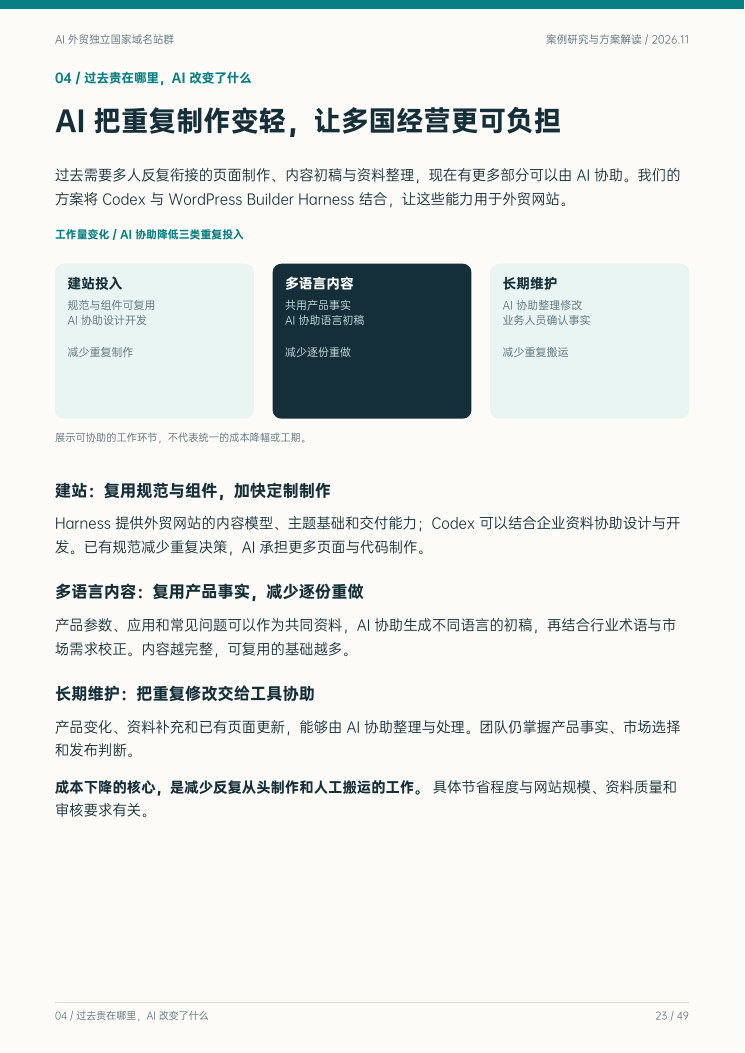 AI 外贸独立国家域名站群
案例研究与方案解读 / 2026.11
04 / 过去贵在哪里，AI 改变了什么
AI 把重复制作变轻，让多国经营更可负担
过去需要多人反复衔接的页面制作、内容初稿与资料整理，现在有更多部分可以由 AI 协助。我们的
方案将 Codex 与 WordPress Builder Harness 结合，让这些能力用于外贸网站。
工作量变化 / AI 协助降低三类重复投入
建站投入
规范与组件可复用
AI 协助设计开发
减少重复制作
多语言内容
共用产品事实
AI 协助语言初稿
减少逐份重做
长期维护
AI 协助整理修改
业务人员确认事实
减少重复搬运
展示可协助的工作环节，不代表统一的成本降幅或工期。
建站：复用规范与组件，加快定制制作
Harness 提供外贸网站的内容模型、主题基础和交付能力；Codex 可以结合企业资料协助设计与开
发。已有规范减少重复决策，AI 承担更多页面与代码制作。
多语言内容：复用产品事实，减少逐份重做
产品参数、应用和常见问题可以作为共同资料，AI 协助生成不同语言的初稿，再结合行业术语与市
场需求校正。内容越完整，可复用的基础越多。
长期维护：把重复修改交给工具协助
产品变化、资料补充和已有页面更新，能够由 AI 协助整理与处理。团队仍掌握产品事实、市场选择
和发布判断。
成本下降的核心，是减少反复从头制作和人工搬运的工作。 具体节省程度与网站规模、资料质量和
审核要求有关。
04 / 过去贵在哪里，AI 改变了什么
23 / 49